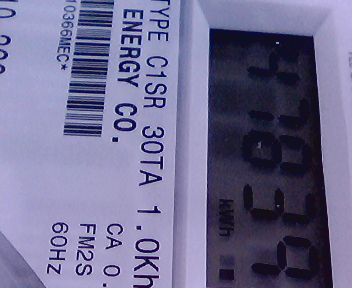 kWh
TYPE C1SR 30TA 1.0Kh
ENERGY CO.
CA 0.
FM2S
60HZ
10366MEC*